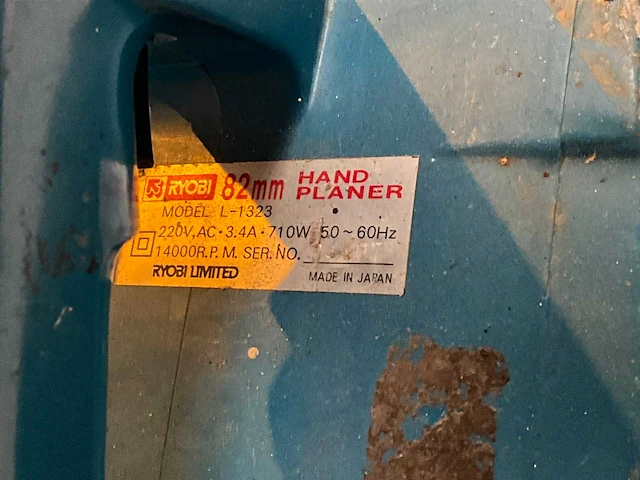 RYOBI 82mm HAND PLANER
MODEL L-1323
220V,AC·3.4A·710W 50~60Hz
14000R.P.M. SER.NO.
RYOBI LIMITED MADE IN JAPAN